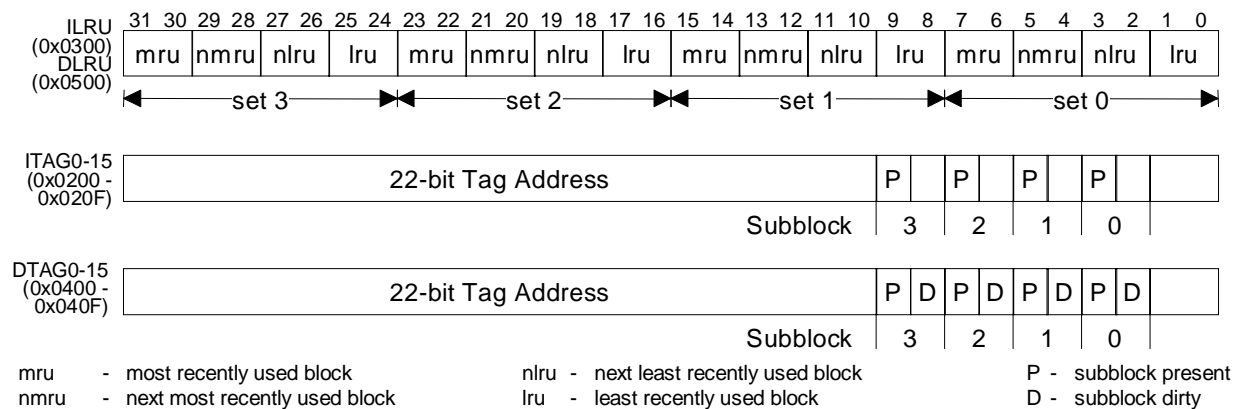 31 30 29 28 27 26 25 24 23 22 21 20 19 18 17 16 15 14 13 12 11 10 9 8 7 6 5 4 3 2 1 0
ILRU
(0x0300)
DLRU
(0x0500)
mru nmru nlru lru mru nmru nlru lru mru nmru nlru lru mru nmru nlru lru
set 3 set 2 set 1 set 0
ITAG0-15
(0x0200 -
0x020F)
22-bit Tag Address P P P P
Subblock 3 2 1 0
DTAG0-15
(0x0400 -
0x040F)
22-bit Tag Address P D P D P D P D
Subblock 3 2 1 0
mru - most recently used block nlru - next least recently used block P - subblock present
nmru - next most recently used block lru - least recently used block D - subblock dirty